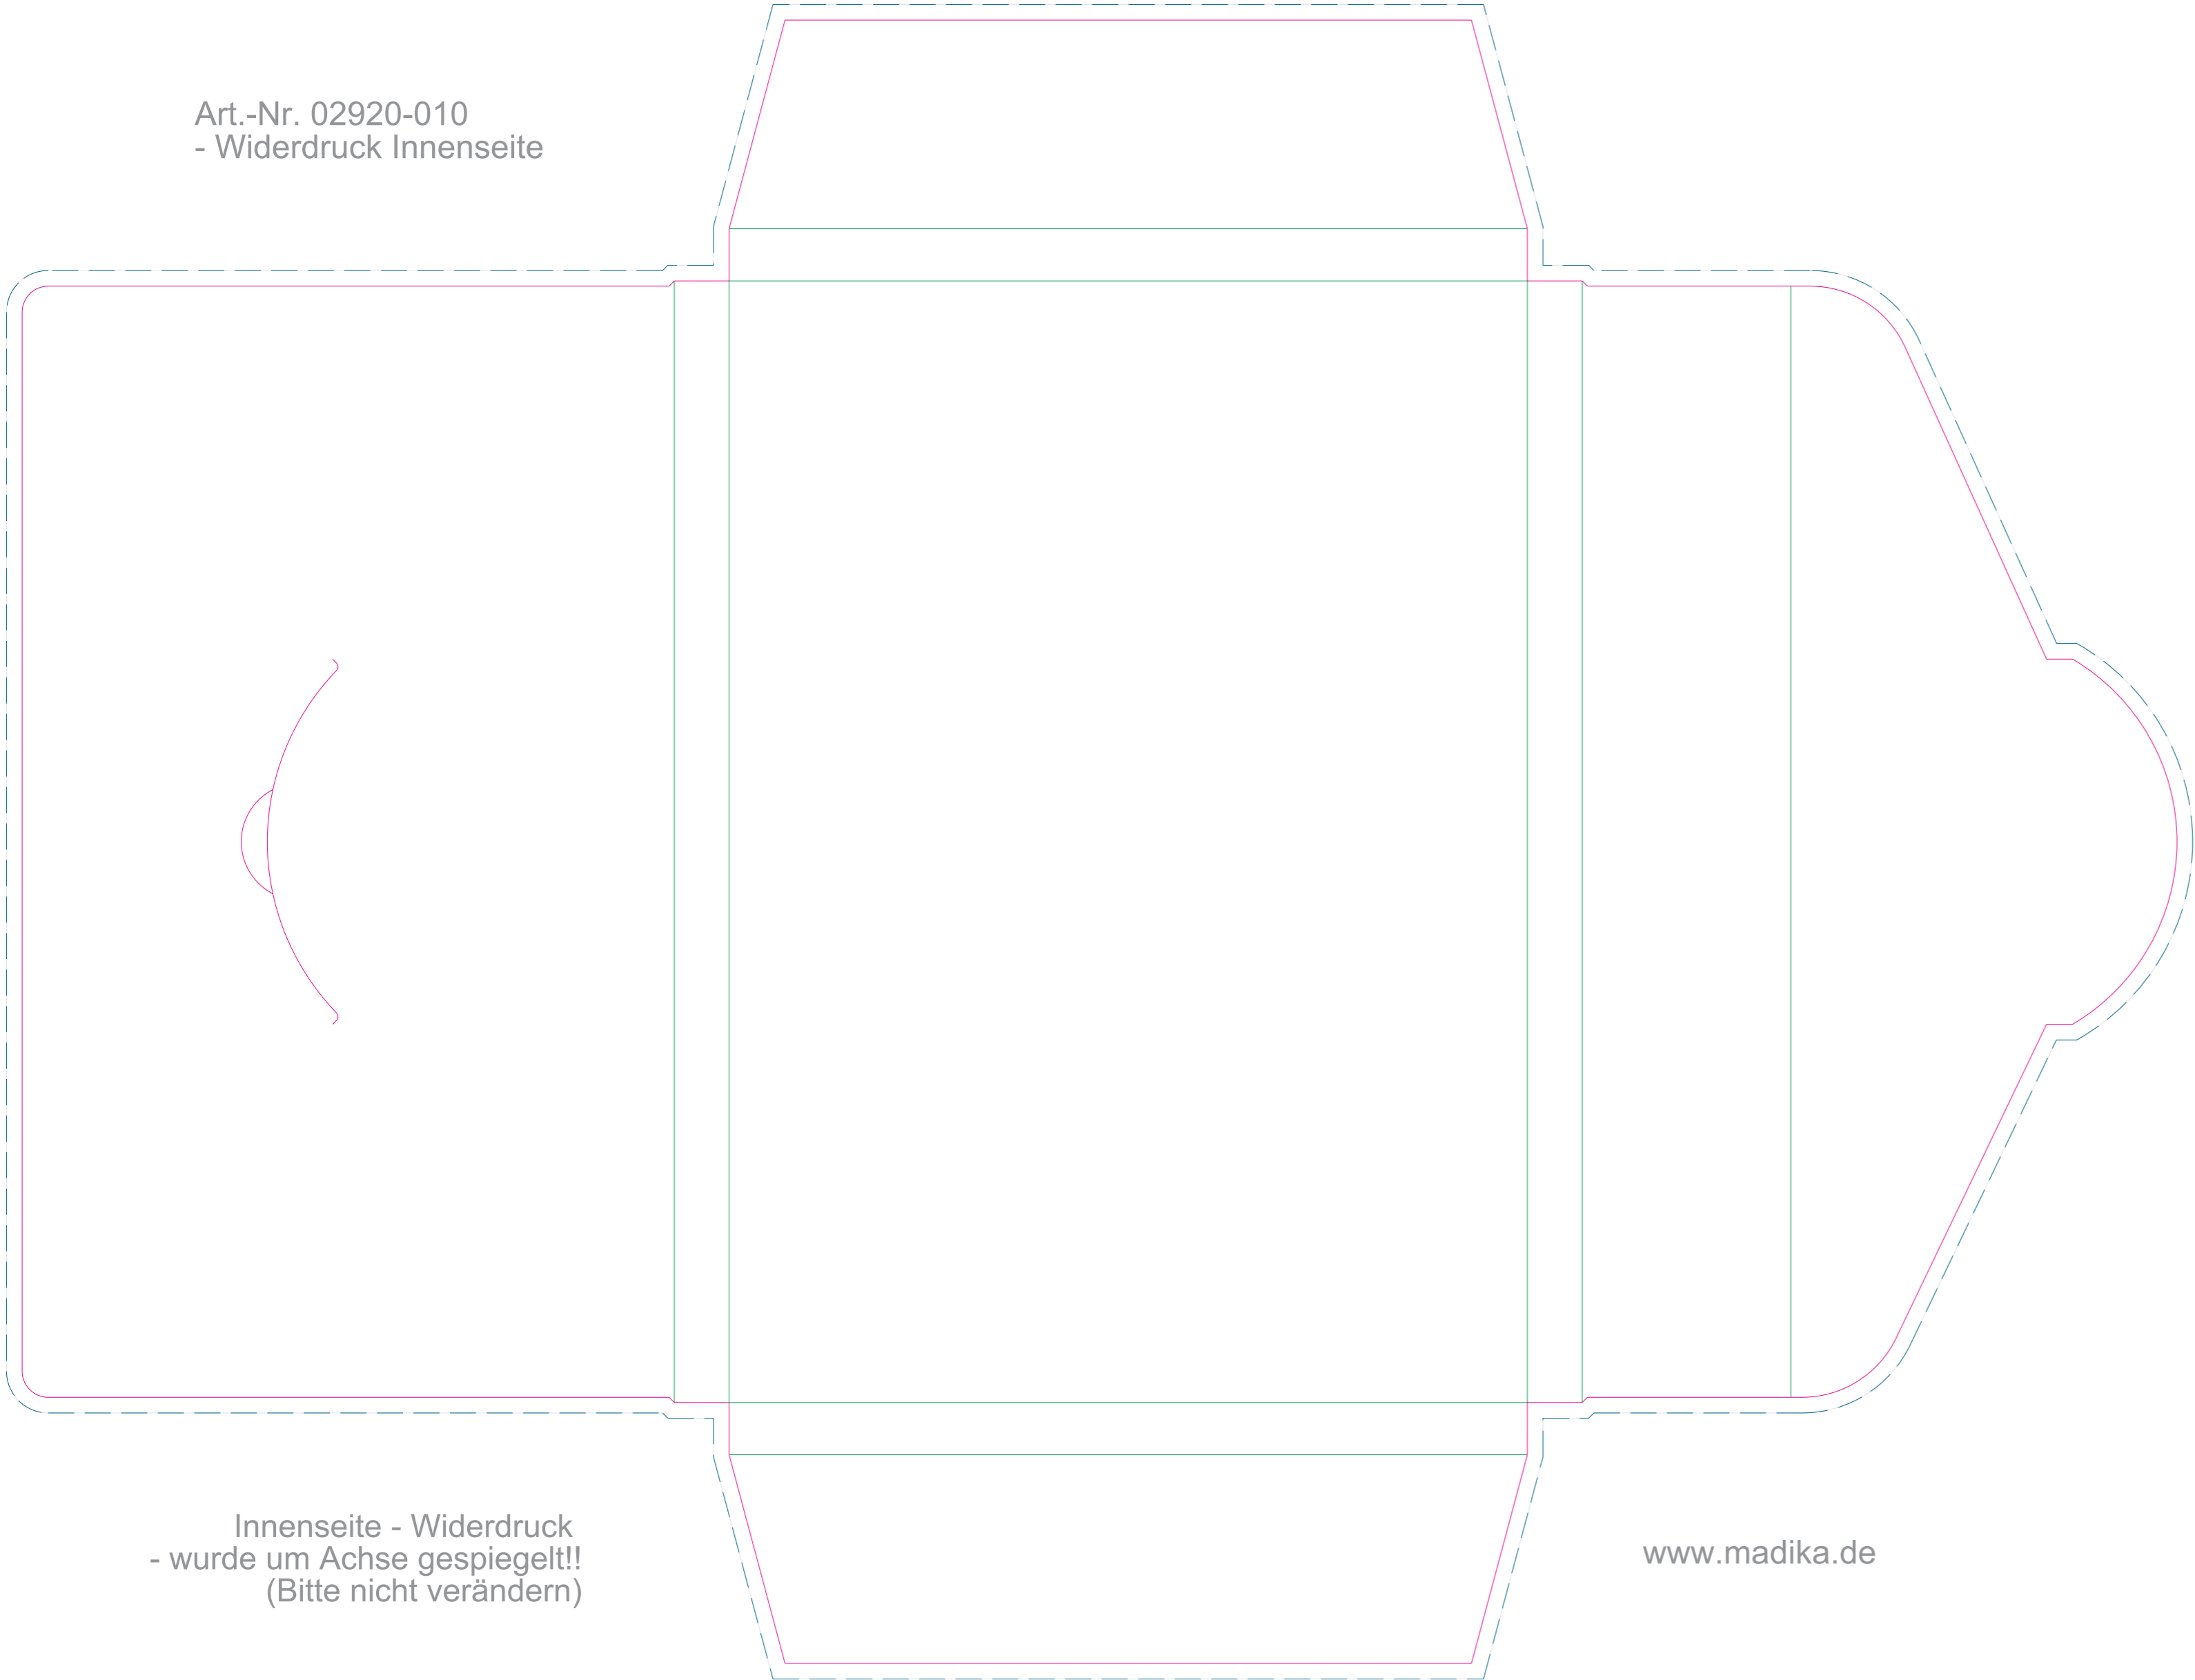 Art.-Nr. 02920-010
- Widerdruck Innenseite
Innenseite - Widerdruck
- wurde um Achse gespiegelt!!
(Bitte nicht verändern)
www.madika.de